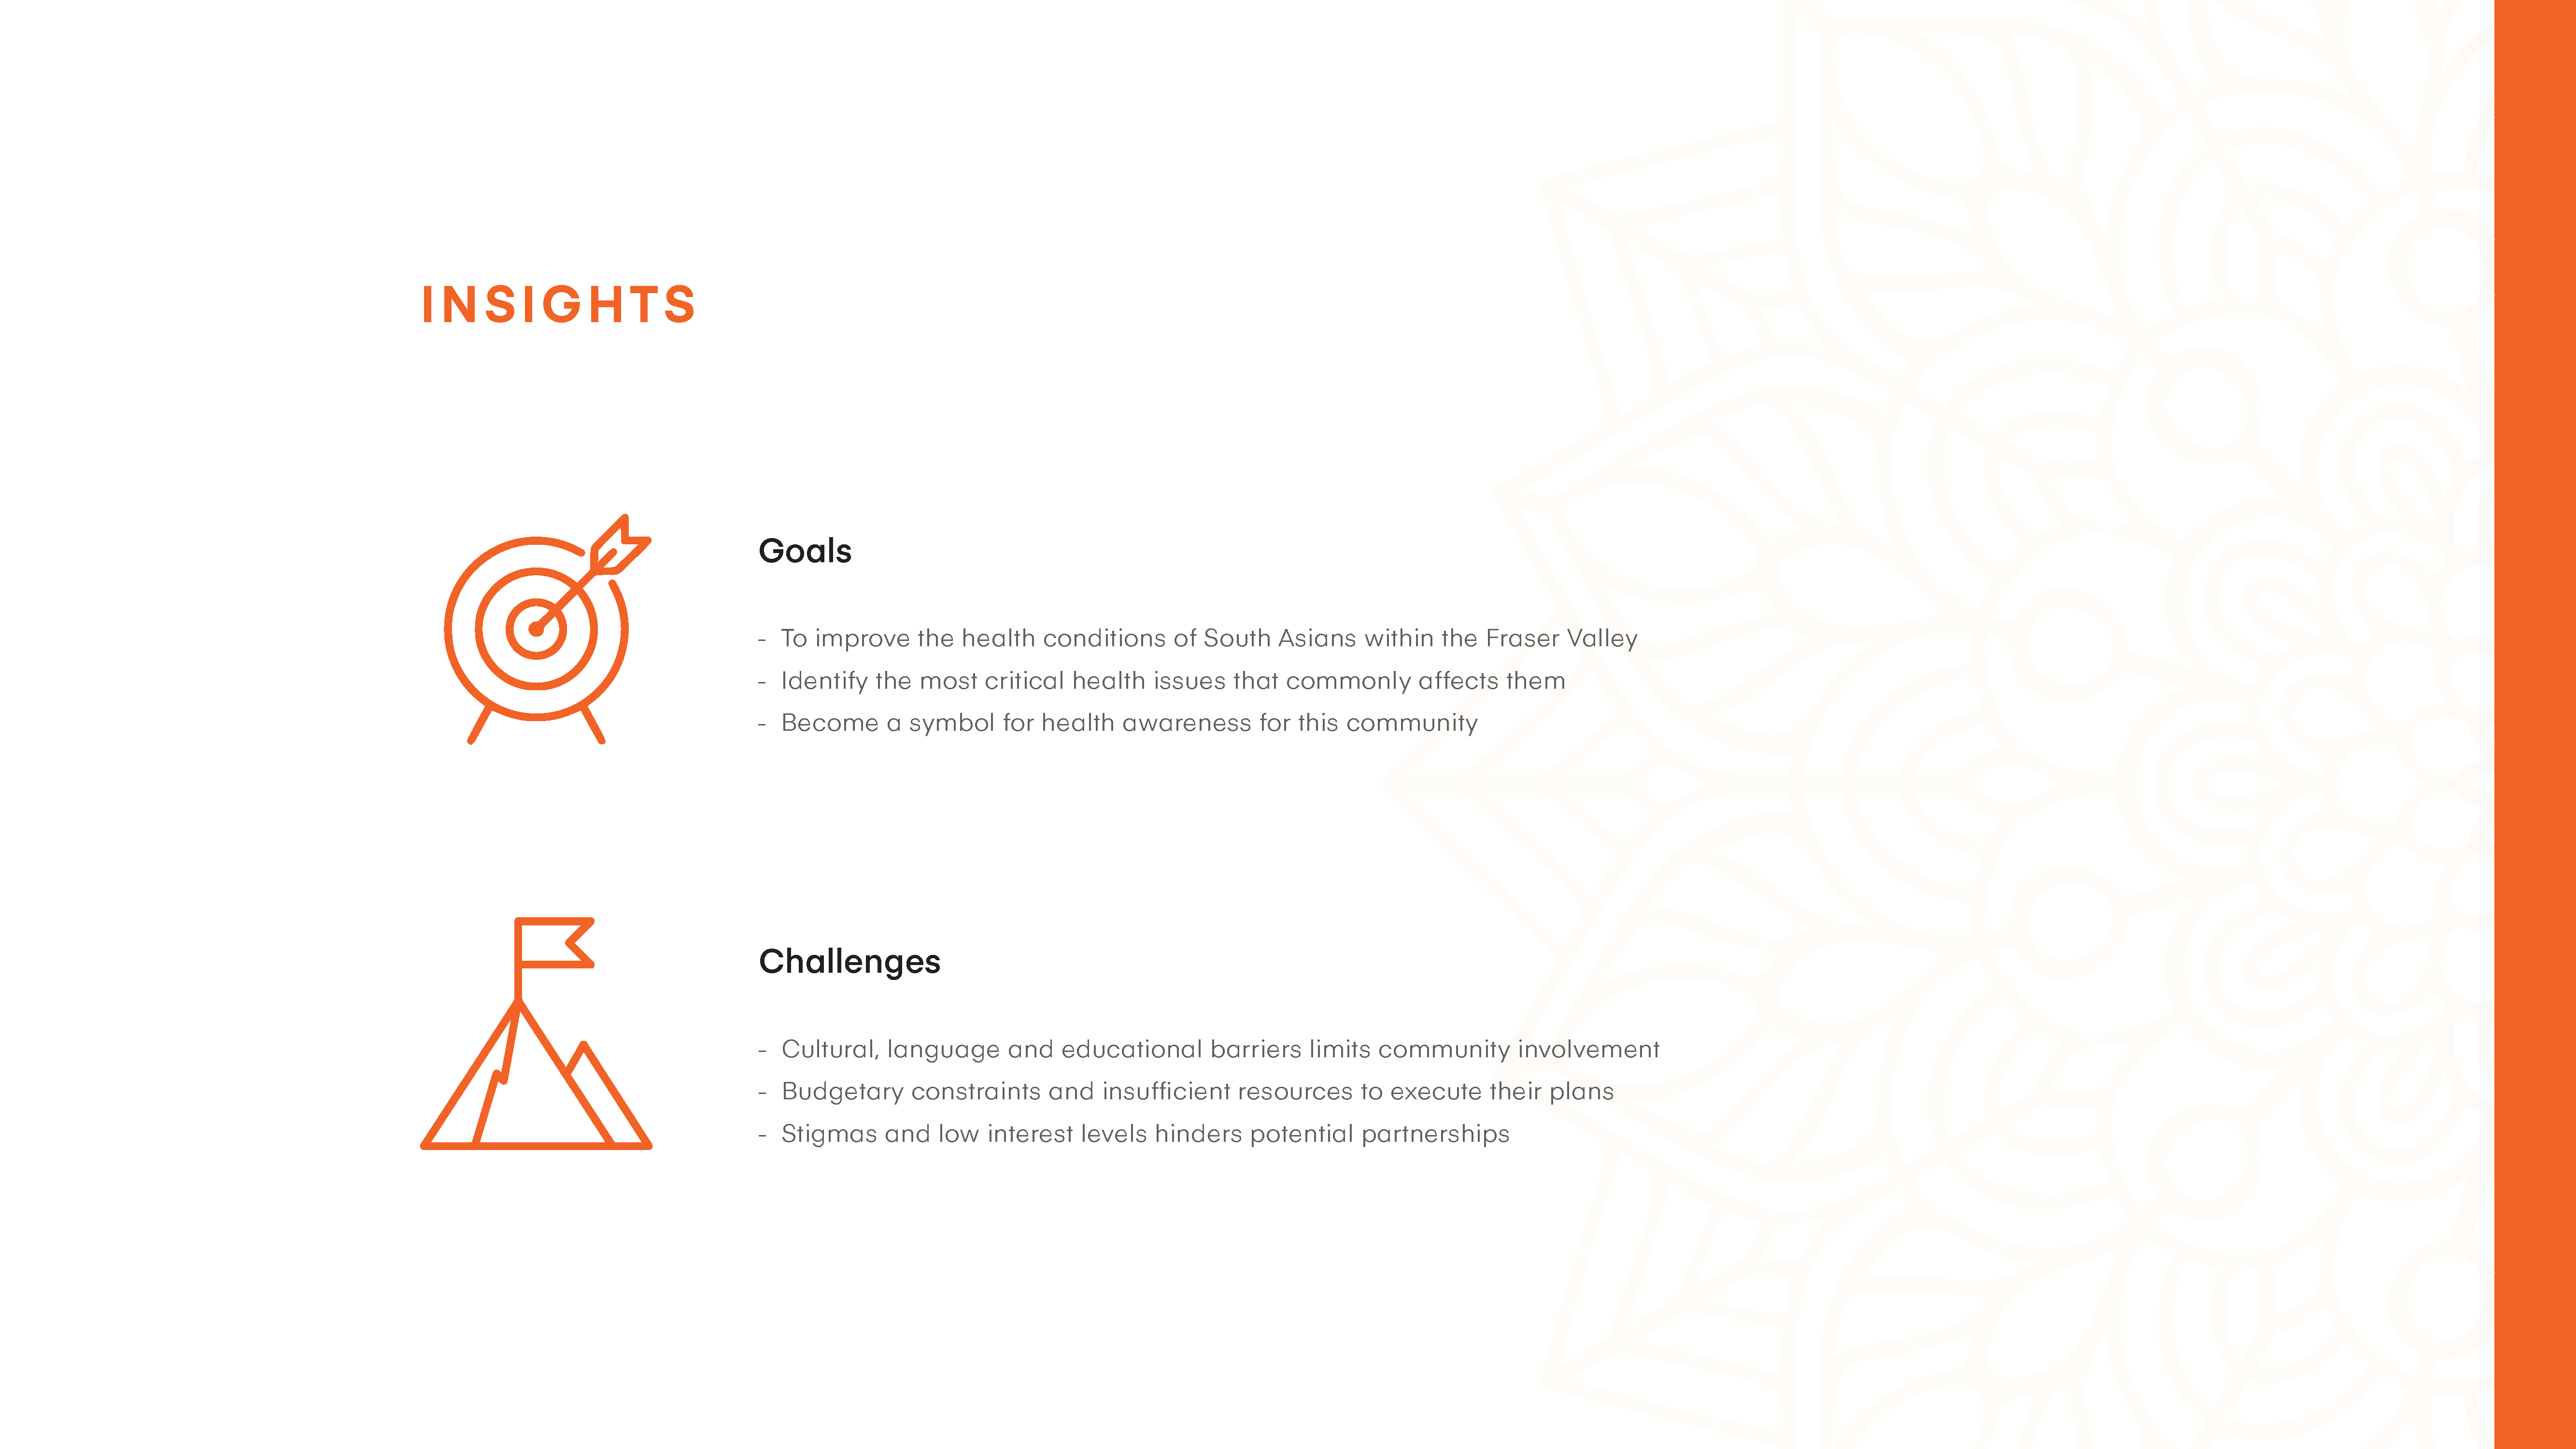 INSIGHTS
Goals
- To improve the health conditions of South Asians within the Fraser Valley
- Identify the most critical health issues that commonly affects them
- Become a symbol for health awareness for this community
Challenges
- Cultural, language and educational barriers limits community involvement
- Budgetary constraints and insufficient resources to execute their plans
- Stigmas and low interest levels hinders potential partnerships